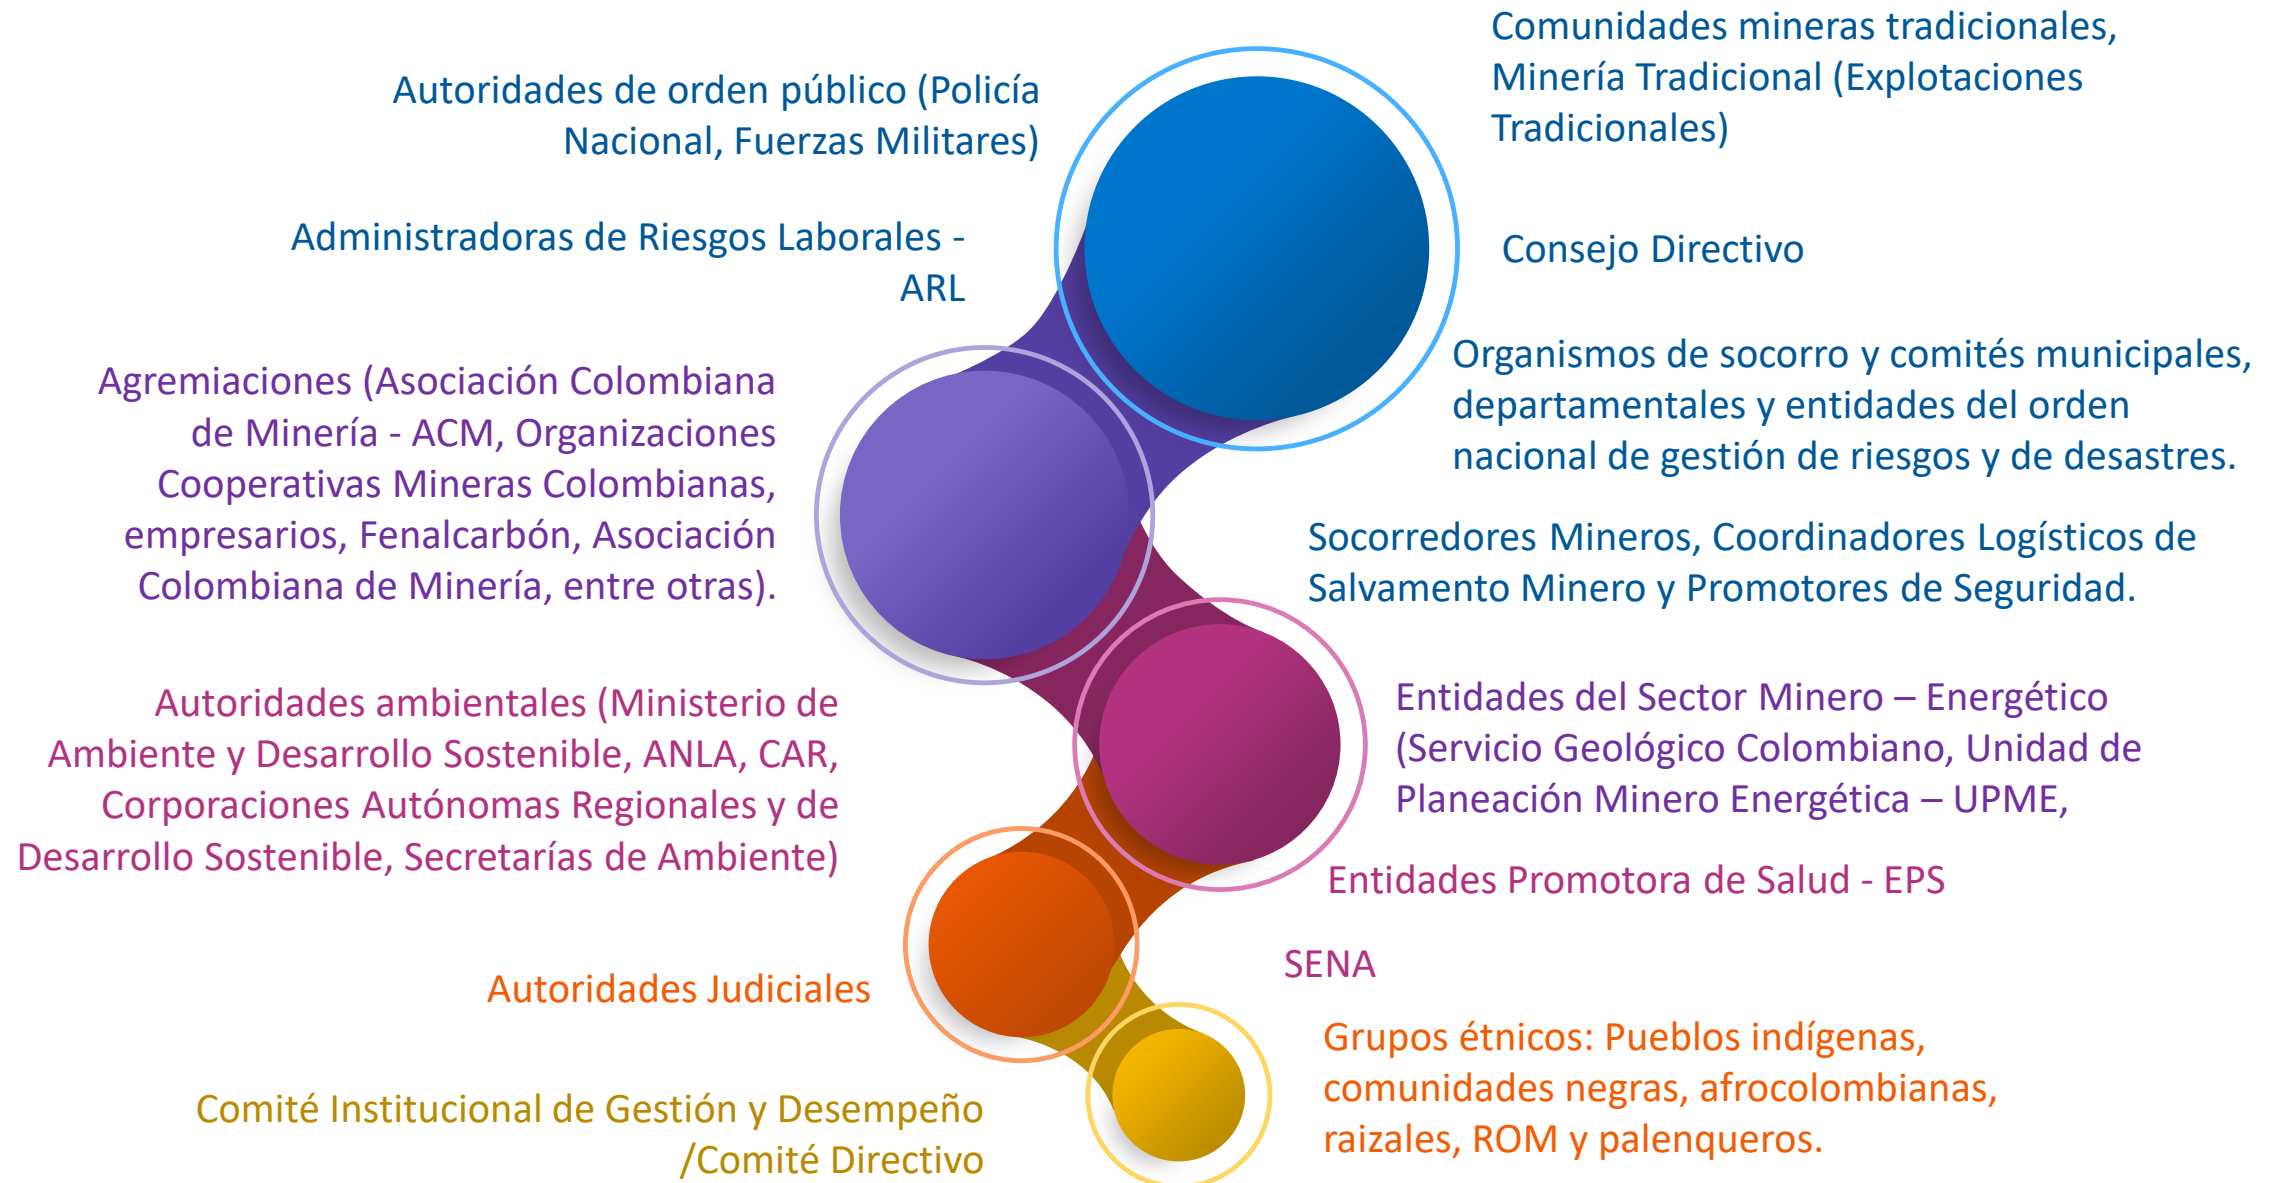 Autoridades de orden público (Policía
Nacional, Fuerzas Militares)
Administradoras de Riesgos Laborales -
ARL
Agremiaciones (Asociación Colombiana
de Minería - ACM, Organizaciones
Cooperativas Mineras Colombianas,
empresarios, Fenalcarbón, Asociación
Colombiana de Minería, entre otras).
Autoridades ambientales (Ministerio de
Ambiente y Desarrollo Sostenible, ANLA, CAR,
Corporaciones Autónomas Regionales y de
Desarrollo Sostenible, Secretarías de Ambiente)
Autoridades Judiciales
Comité Institucional de Gestión y Desempeño
/Comité Directivo
Comunidades mineras tradicionales,
Minería Tradicional (Explotaciones
Tradicionales)
Consejo Directivo
Organismos de socorro y comités municipales,
departamentales y entidades del orden
nacional de gestión de riesgos y de desastres.
Socorredores Mineros, Coordinadores Logísticos de
Salvamento Minero y Promotores de Seguridad.
Entidades del Sector Minero – Energético
(Servicio Geológico Colombiano, Unidad de
Planeación Minero Energética – UPME,
Entidades Promotora de Salud - EPS
SENA
Grupos étnicos: Pueblos indígenas,
comunidades negras, afrocolombianas,
raizales, ROM y palenqueros.